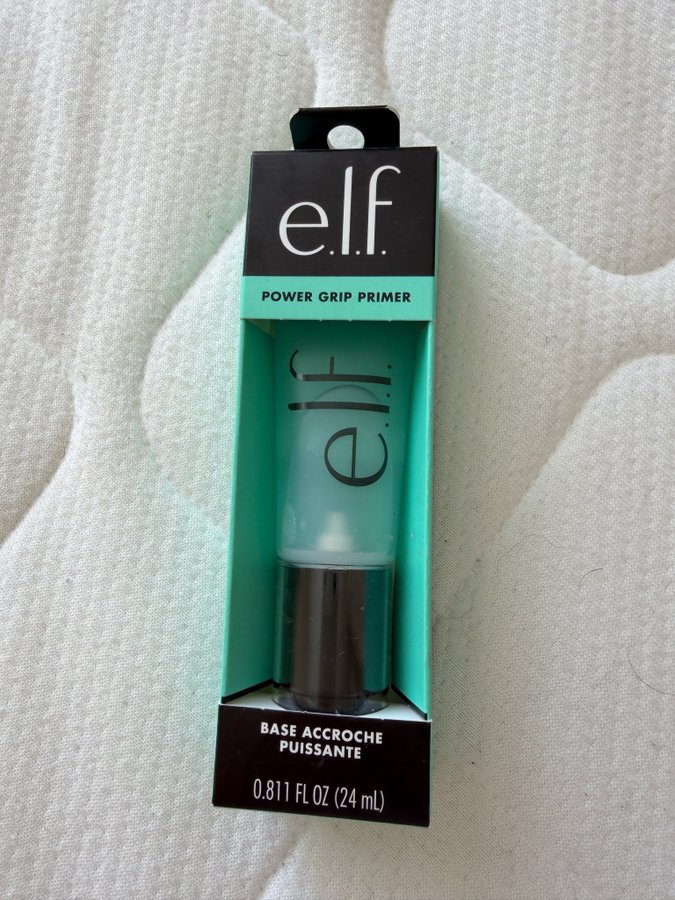 e.l.f.
POWER GRIP PRIMER
e.l.f.
BASE ACCROCHE
PUISSANTE
0.811 FL OZ (24 mL)